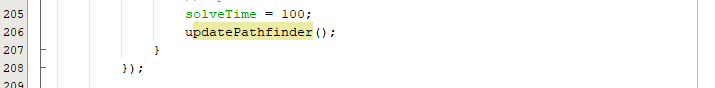 205 solveTime = 100;
206 updatePathfinder();
207 }
208 });
209